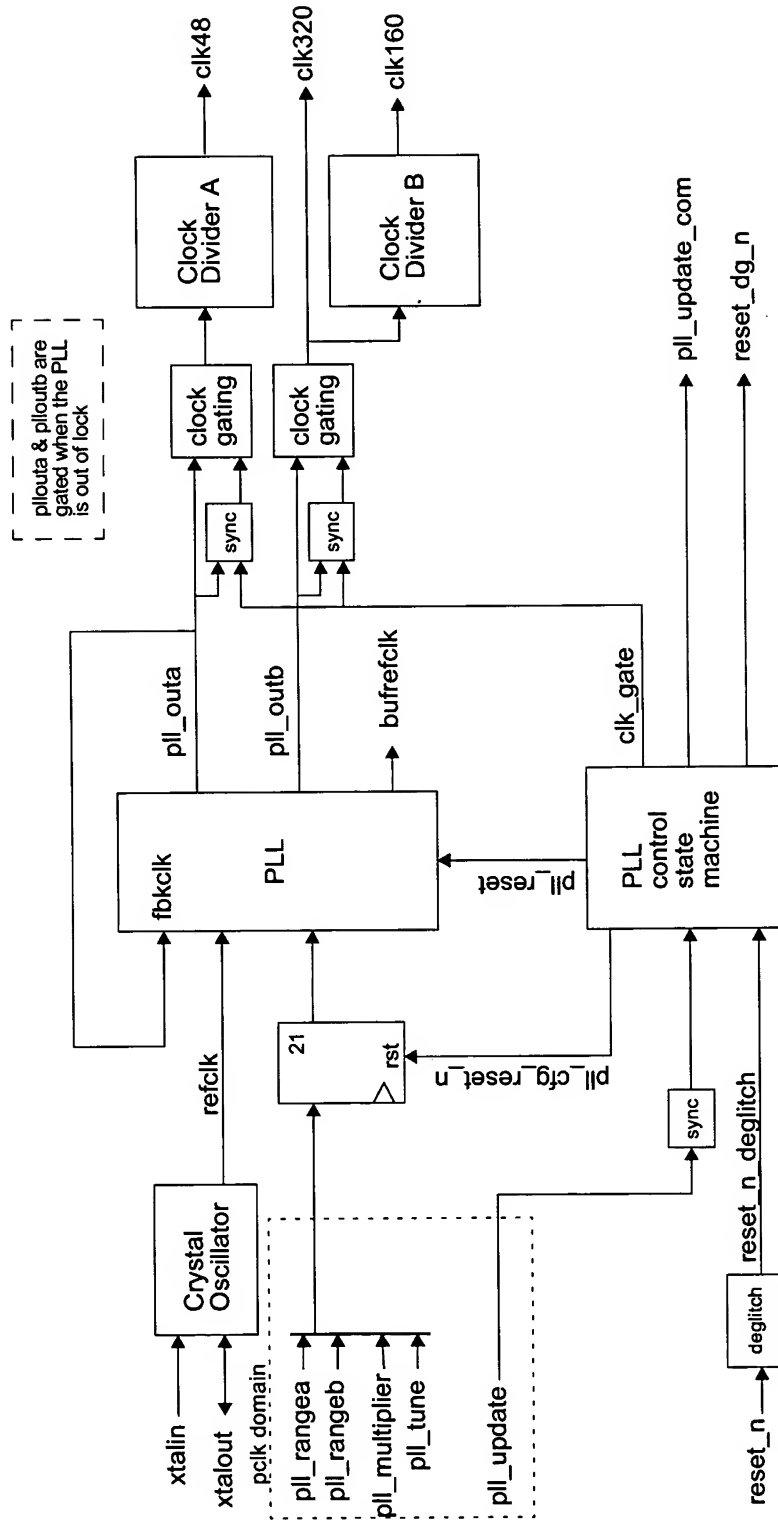 pllouta & plloutb are
gated when the PLL
is out of lock
xtalin
xtalout
Crystal
Oscillator
refclk
pclk domain
pll_rangea
pll_rangeb
pll_multiplier
pll_tune
pll_update
21
rst
fbkclk
PLL
pll_outa
pll_outb
bufrefclk
sync
clock
gating
sync
clock
gating
Clock
Divider A
clk48
clk320
Clock
Divider B
clk160
pll_cfg_reset_n
pll_reset
clk_gate
sync
reset_n
deglitch
reset_n_deglitch
PLL
control
state
machine
pll_update_com
reset_dg_n